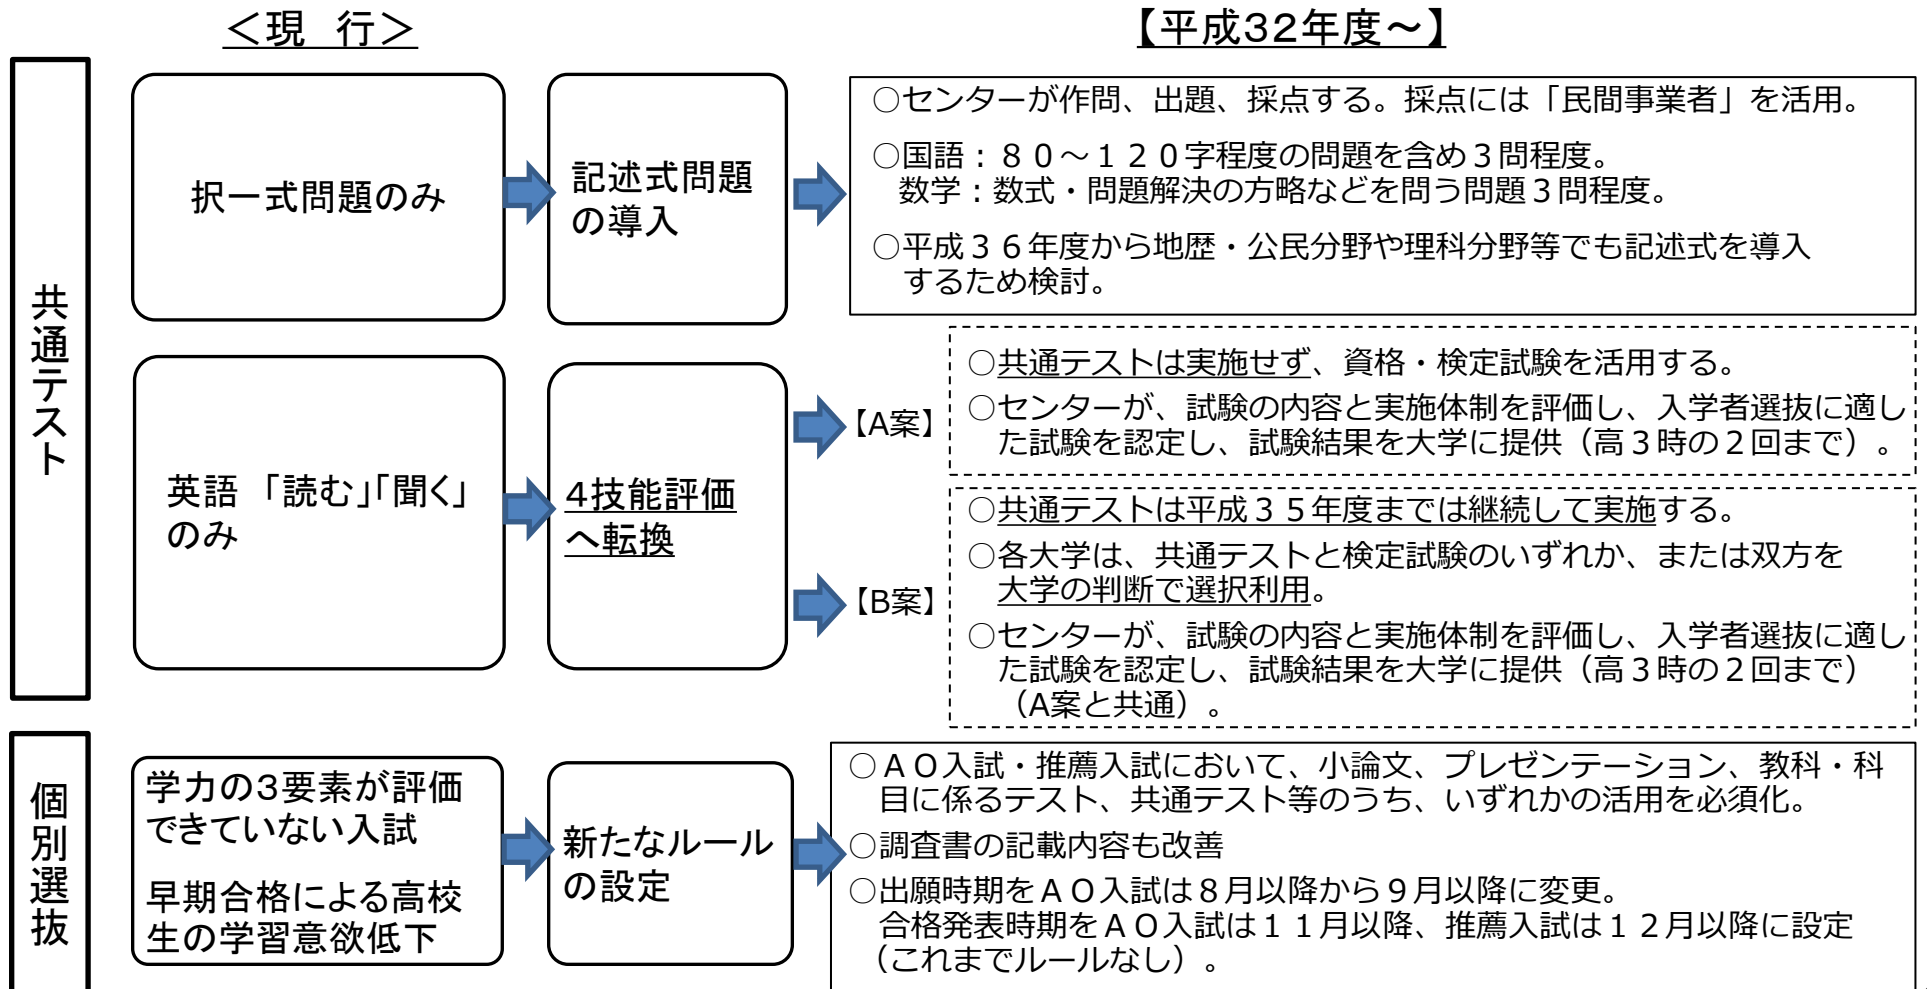 ＜現　行＞
【平成32年度～】
共通テスト
択一式問題のみ
記述式問題
の導入
○センターが作問、出題、採点する。採点には「民間事業者」を活用。
○国語：８０～１２０字程度の問題を含め３問程度。
数学：数式・問題解決の方略などを問う問題３問程度。
○平成３６年度から地歴・公民分野や理科分野等でも記述式を導入
するため検討。
英語 「読む」「聞く」
のみ
4技能評価
へ転換
【A案】
○共通テストは実施せず、資格・検定試験を活用する。
○センターが、試験の内容と実施体制を評価し、入学者選抜に適し
た試験を認定し、試験結果を大学に提供（高３時の２回まで）。
【B案】
○共通テストは平成３５年度までは継続して実施する。
○各大学は、共通テストと検定試験のいずれか、または双方を
大学の判断で選択利用。
○センターが、試験の内容と実施体制を評価し、入学者選抜に適し
た試験を認定し、試験結果を大学に提供（高３時の２回まで）
（A案と共通）。
個別選抜
学力の3要素が評価
できていない入試
早期合格による高校
生の学習意欲低下
新たなルール
の設定
○ＡＯ入試・推薦入試において、小論文、プレゼンテーション、教科・科
目に係るテスト、共通テスト等のうち、いずれかの活用を必須化。
○調査書の記載内容も改善
○出願時期をＡＯ入試は８月以降から９月以降に変更。
合格発表時期をＡＯ入試は１１月以降、推薦入試は１２月以降に設定
（これまでルールなし）。